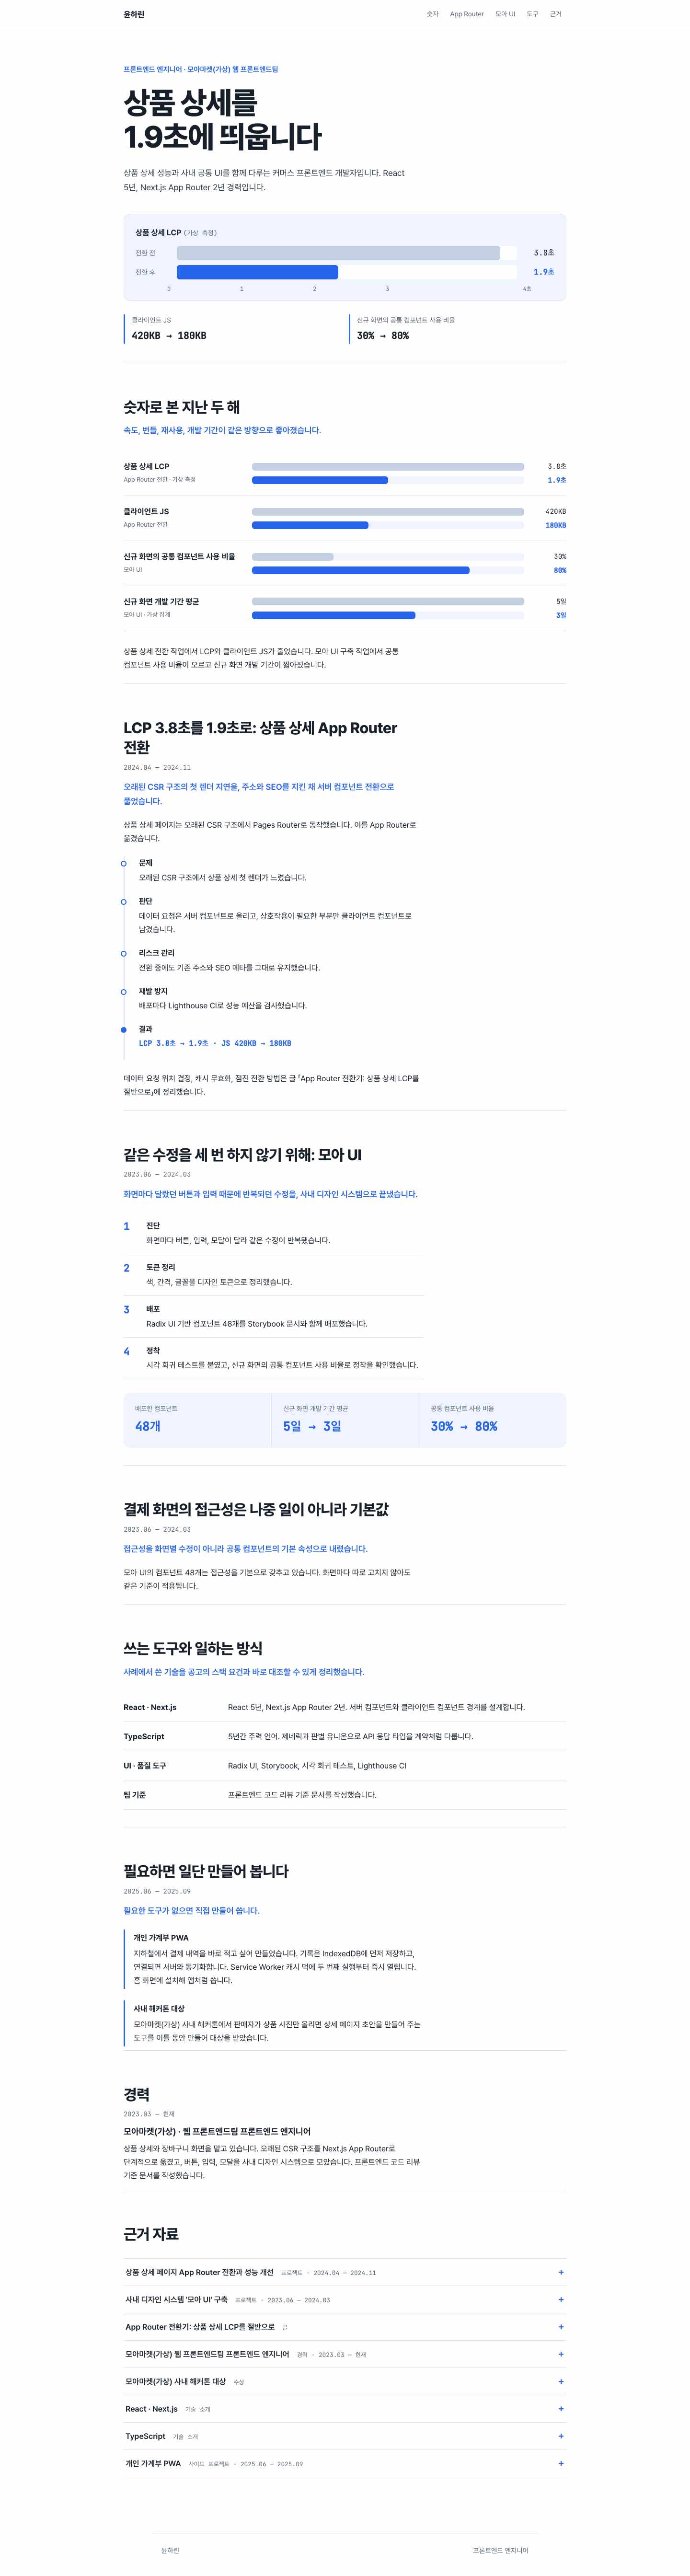 윤하린
숫자 App Router 모아 UI 도구 근거
프론트엔드 엔지니어 · 모아마켓(가상) 웹 프론트엔드팀
상품 상세를
1.9초에 띄웁니다
상품 상세 성능과 사내 공통 UI를 함께 다루는 커머스 프론트엔드 개발자입니다. React
5년, Next.js App Router 2년 경력입니다.
상품 상세 LCP (가상 측정)
전환 전 3.8초
전환 후 1.9초
0 1 2 3 4초
클라이언트 JS
420KB → 180KB
신규 화면의 공통 컴포넌트 사용 비율
30% → 80%
숫자로 본 지난 두 해
속도, 번들, 재사용, 개발 기간이 같은 방향으로 좋아졌습니다.
상품 상세 LCP 3.8초
App Router 전환 · 가상 측정 1.9초
클라이언트 JS 420KB
App Router 전환 180KB
신규 화면의 공통 컴포넌트 사용 비율 30%
모아 UI 80%
신규 화면 개발 기간 평균 5일
모아 UI · 가상 집계 3일
상품 상세 전환 작업에서 LCP와 클라이언트 JS가 줄었습니다. 모아 UI 구축 작업에서 공통
컴포넌트 사용 비율이 오르고 신규 화면 개발 기간이 짧아졌습니다.
LCP 3.8초를 1.9초로: 상품 상세 App Router
전환
2024.04 — 2024.11
오래된 CSR 구조의 첫 렌더 지연을, 주소와 SEO를 지킨 채 서버 컴포넌트 전환으로
풀었습니다.
상품 상세 페이지는 오래된 CSR 구조에서 Pages Router로 동작했습니다. 이를 App Router로
옮겼습니다.
문제
오래된 CSR 구조에서 상품 상세 첫 렌더가 느렸습니다.
판단
데이터 요청은 서버 컴포넌트로 올리고, 상호작용이 필요한 부분만 클라이언트 컴포넌트로
남겼습니다.
리스크 관리
전환 중에도 기존 주소와 SEO 메타를 그대로 유지했습니다.
재발 방지
배포마다 Lighthouse CI로 성능 예산을 검사했습니다.
결과
LCP 3.8초 → 1.9초 · JS 420KB → 180KB
데이터 요청 위치 결정, 캐시 무효화, 점진 전환 방법은 글 「App Router 전환기: 상품 상세 LCP를
절반으로」에 정리했습니다.
같은 수정을 세 번 하지 않기 위해: 모아 UI
2023.06 — 2024.03
화면마다 달랐던 버튼과 입력 때문에 반복되던 수정을, 사내 디자인 시스템으로 끝냈습니다.
1 진단
화면마다 버튼, 입력, 모달이 달라 같은 수정이 반복됐습니다.
2 토큰 정리
색, 간격, 글꼴을 디자인 토큰으로 정리했습니다.
3 배포
Radix UI 기반 컴포넌트 48개를 Storybook 문서와 함께 배포했습니다.
4 정착
시각 회귀 테스트를 붙였고, 신규 화면의 공통 컴포넌트 사용 비율로 정착을 확인했습니다.
배포한 컴포넌트
48개
신규 화면 개발 기간 평균
5일 → 3일
공통 컴포넌트 사용 비율
30% → 80%
결제 화면의 접근성은 나중 일이 아니라 기본값
2023.06 — 2024.03
접근성을 화면별 수정이 아니라 공통 컴포넌트의 기본 속성으로 내렸습니다.
모아 UI의 컴포넌트 48개는 접근성을 기본으로 갖추고 있습니다. 화면마다 따로 고치지 않아도
같은 기준이 적용됩니다.
쓰는 도구와 일하는 방식
사례에서 쓴 기술을 공고의 스택 요건과 바로 대조할 수 있게 정리했습니다.
React · Next.js React 5년, Next.js App Router 2년. 서버 컴포넌트와 클라이언트 컴포넌트 경계를 설계합니다.
TypeScript 5년간 주력 언어. 제네릭과 판별 유니온으로 API 응답 타입을 계약처럼 다룹니다.
UI · 품질 도구 Radix UI, Storybook, 시각 회귀 테스트, Lighthouse CI
팀 기준 프론트엔드 코드 리뷰 기준 문서를 작성했습니다.
필요하면 일단 만들어 봅니다
2025.06 — 2025.09
필요한 도구가 없으면 직접 만들어 씁니다.
개인 가계부 PWA
지하철에서 결제 내역을 바로 적고 싶어 만들었습니다. 기록은 IndexedDB에 먼저 저장하고,
연결되면 서버와 동기화합니다. Service Worker 캐시 덕에 두 번째 실행부터 즉시 열립니다.
홈 화면에 설치해 앱처럼 씁니다.
사내 해커톤 대상
모아마켓(가상) 사내 해커톤에서 판매자가 상품 사진만 올리면 상세 페이지 초안을 만들어 주는
도구를 이틀 동안 만들어 대상을 받았습니다.
경력
2023.03 — 현재
모아마켓(가상) · 웹 프론트엔드팀 프론트엔드 엔지니어
상품 상세와 장바구니 화면을 맡고 있습니다. 오래된 CSR 구조를 Next.js App Router로
단계적으로 옮겼고, 버튼, 입력, 모달을 사내 디자인 시스템으로 모았습니다. 프론트엔드 코드 리뷰
기준 문서를 작성했습니다.
근거 자료
상품 상세 페이지 App Router 전환과 성능 개선 프로젝트 · 2024.04 — 2024.11 +
사내 디자인 시스템 '모아 UI' 구축 프로젝트 · 2023.06 — 2024.03 +
App Router 전환기: 상품 상세 LCP를 절반으로 글 +
모아마켓(가상) 웹 프론트엔드팀 프론트엔드 엔지니어 경력 · 2023.03 — 현재 +
모아마켓(가상) 사내 해커톤 대상 수상 +
React · Next.js 기술 소개 +
TypeScript 기술 소개 +
개인 가계부 PWA 사이드 프로젝트 · 2025.06 — 2025.09 +
윤하린 프론트엔드 엔지니어